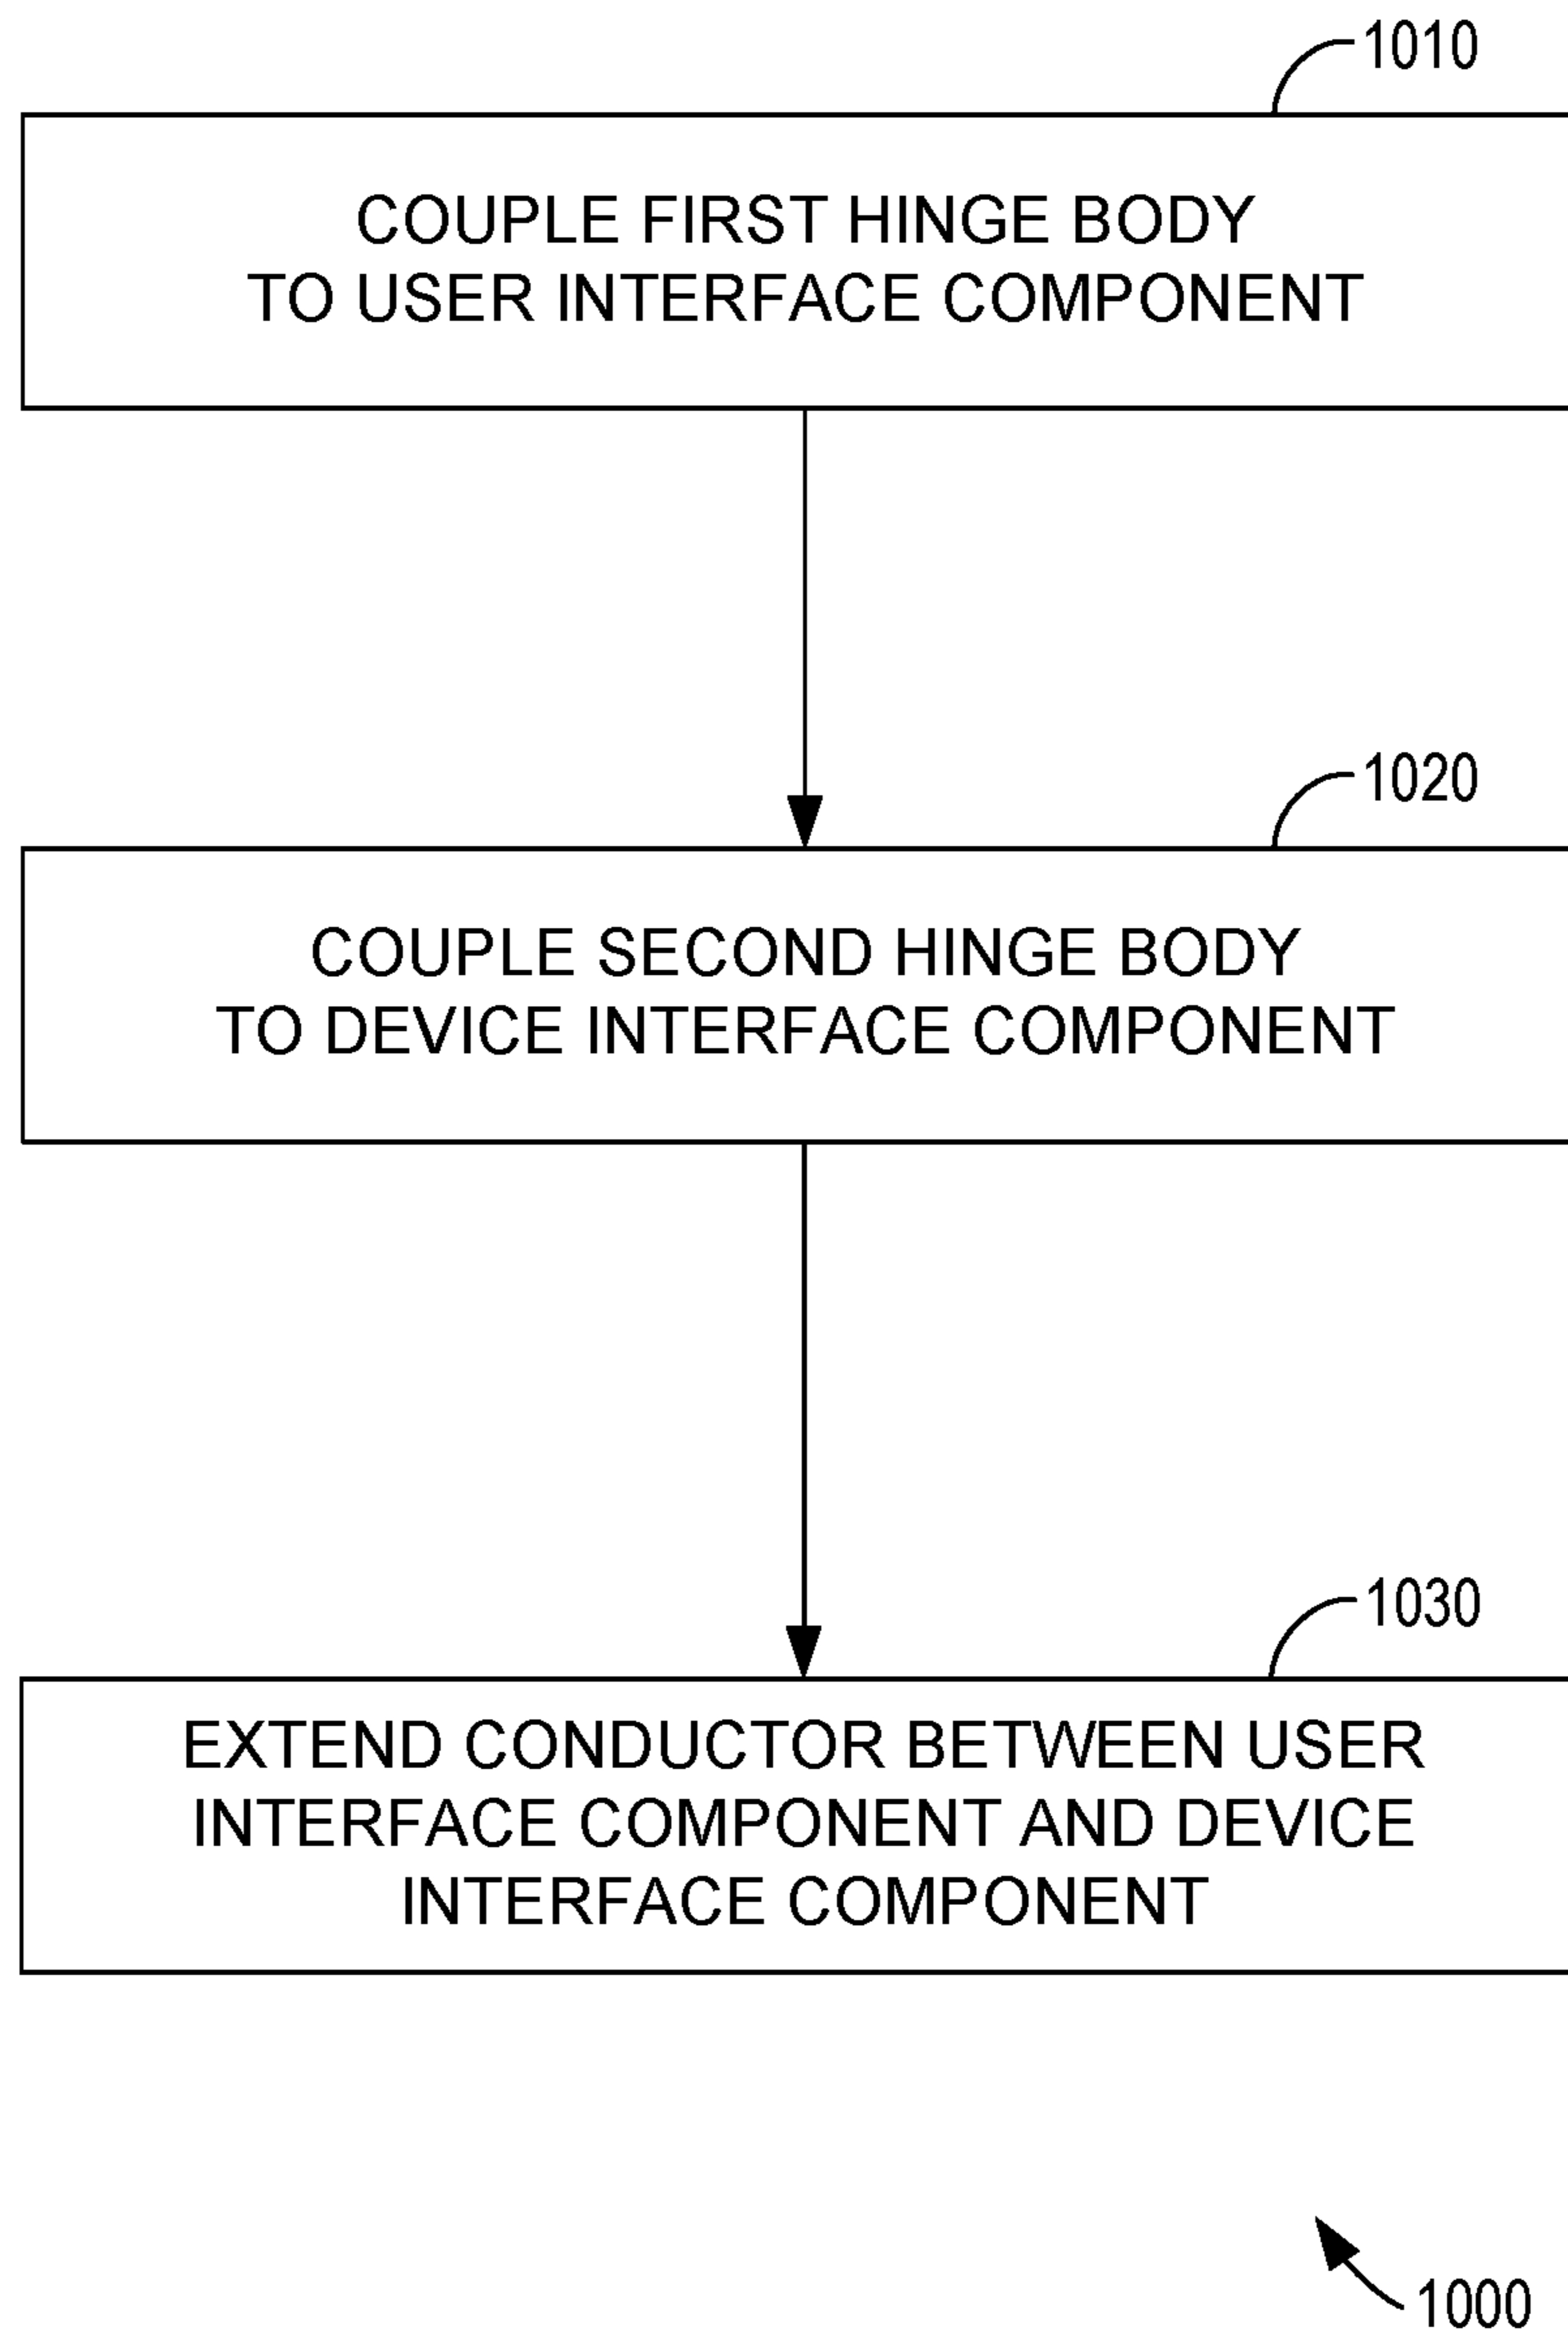 1010
COUPLE FIRST HINGE BODY
TO USER INTERFACE COMPONENT
1020
COUPLE SECOND HINGE BODY
TO DEVICE INTERFACE COMPONENT
1030
EXTEND CONDUCTOR BETWEEN USER
INTERFACE COMPONENT AND DEVICE
INTERFACE COMPONENT
1000